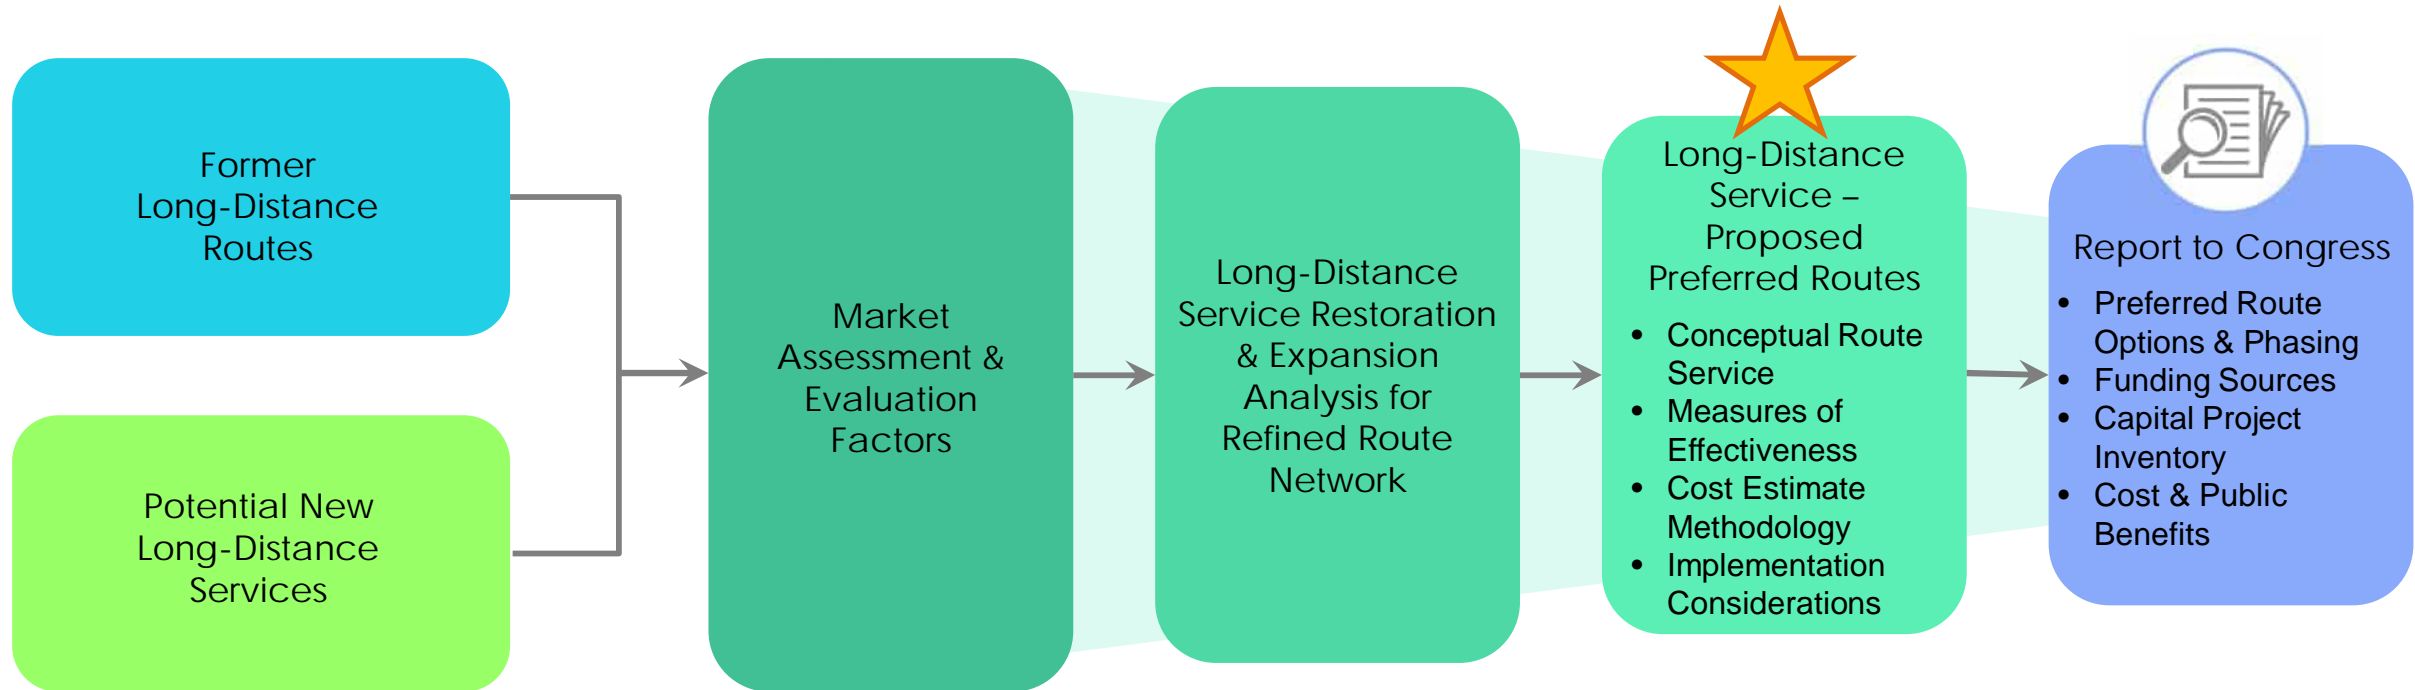 Former
Long-Distance
Routes
Potential New
Long-Distance
Services
Market
Assessment &
Evaluation
Factors
Long-Distance
Service Restoration
& Expansion
Analysis for
Refined Route
Network
Long-Distance
Service –
Proposed
Preferred Routes
• Conceptual Route
Service
• Measures of
Effectiveness
• Cost Estimate
Methodology
• Implementation
Considerations
Report to Congress
• Preferred Route
Options & Phasing
• Funding Sources
• Capital Project
Inventory
• Cost & Public
Benefits